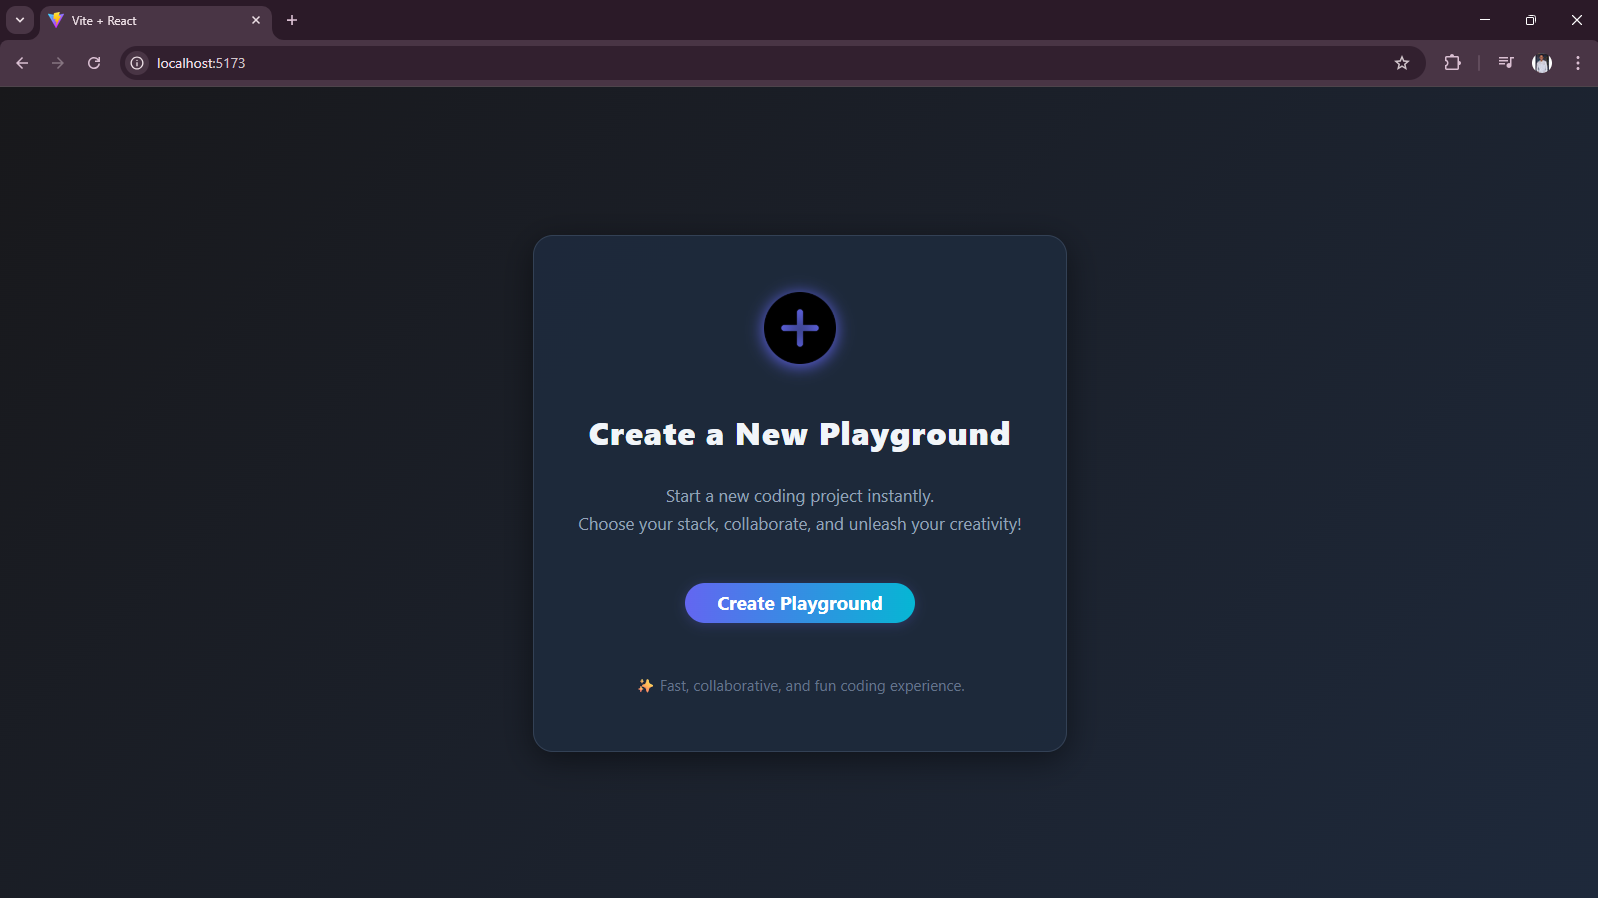 Vite + React
localhost:5173
Create a New Playground
Start a new coding project instantly.
Choose your stack, collaborate, and unleash your creativity!
Create Playground
✨ Fast, collaborative, and fun coding experience.